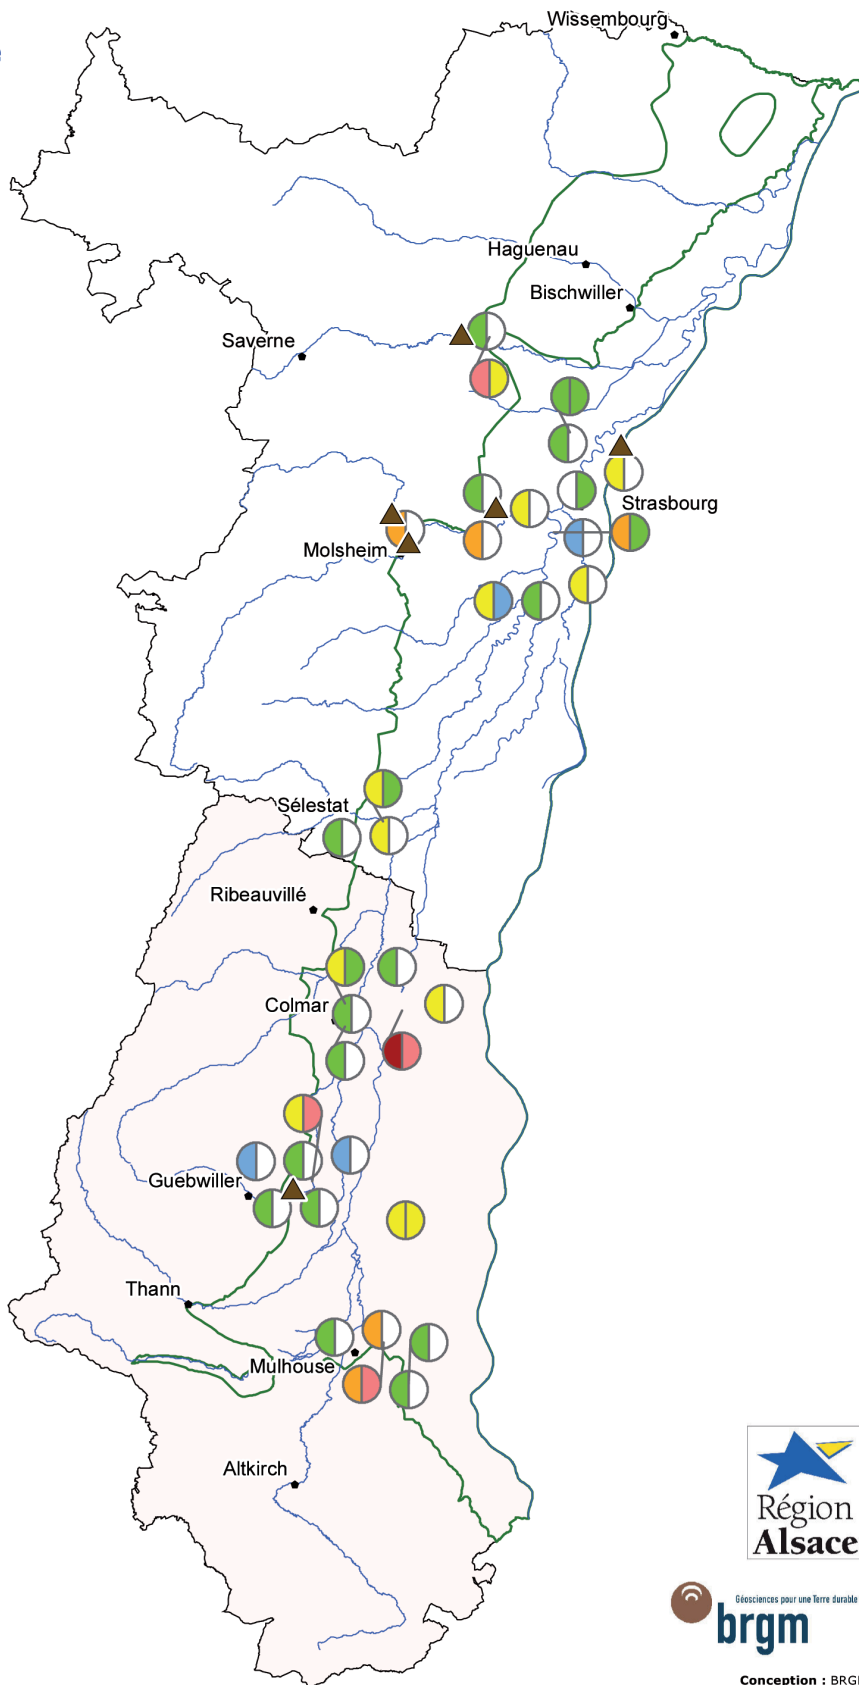 Wissembourg
Haguenau
Bischwiller
Saverne
Strasbourg
Molsheim
Sélestat
Ribeauvillé
Colmar
Guebwiller
Thann
Mulhouse
Altkirch
Région
Alsace
Géosciences pour une Terre durable
brgm
Conception :